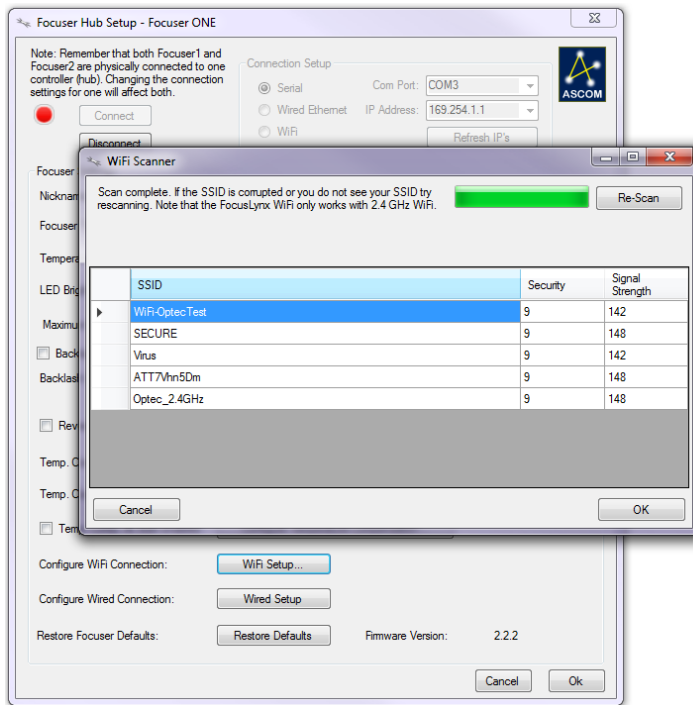 Focuser Hub Setup - Focuser ONE
Note: Remember that both Focuser1 and
Focuser2 are physically connected to one
controller (hub). Changing the connection
settings for one will affect both.
Connect
Disconnect
Connection Setup
Serial
Com Port:
COM3
Wired Ethernet
IP Address:
169.254.1.1
WiFi
Refresh IP's
ASCOM
Focuser
WiFi Scanner
Scan complete. If the SSID is corrupted or you do not see your SSID try
rescanning. Note that the FocusLynx WiFi only works with 2.4 GHz WiFi.
Re-Scan
SSID Security Signal
Strength
WiFi-OptecTest 9 142
SECURE 9 148
Virus 9 142
ATT7Vhn5Dm 9 148
Optec_2.4GHz 9 148
Cancel
OK
Focuser
LED
Temp.
Temp.
Configure WiFi Connection:
WiFi Setup...
Configure Wired Connection:
Wired Setup
Restore Focuser Defaults:
Restore Defaults
Firmware Version:
2.2.2
Cancel
Ok